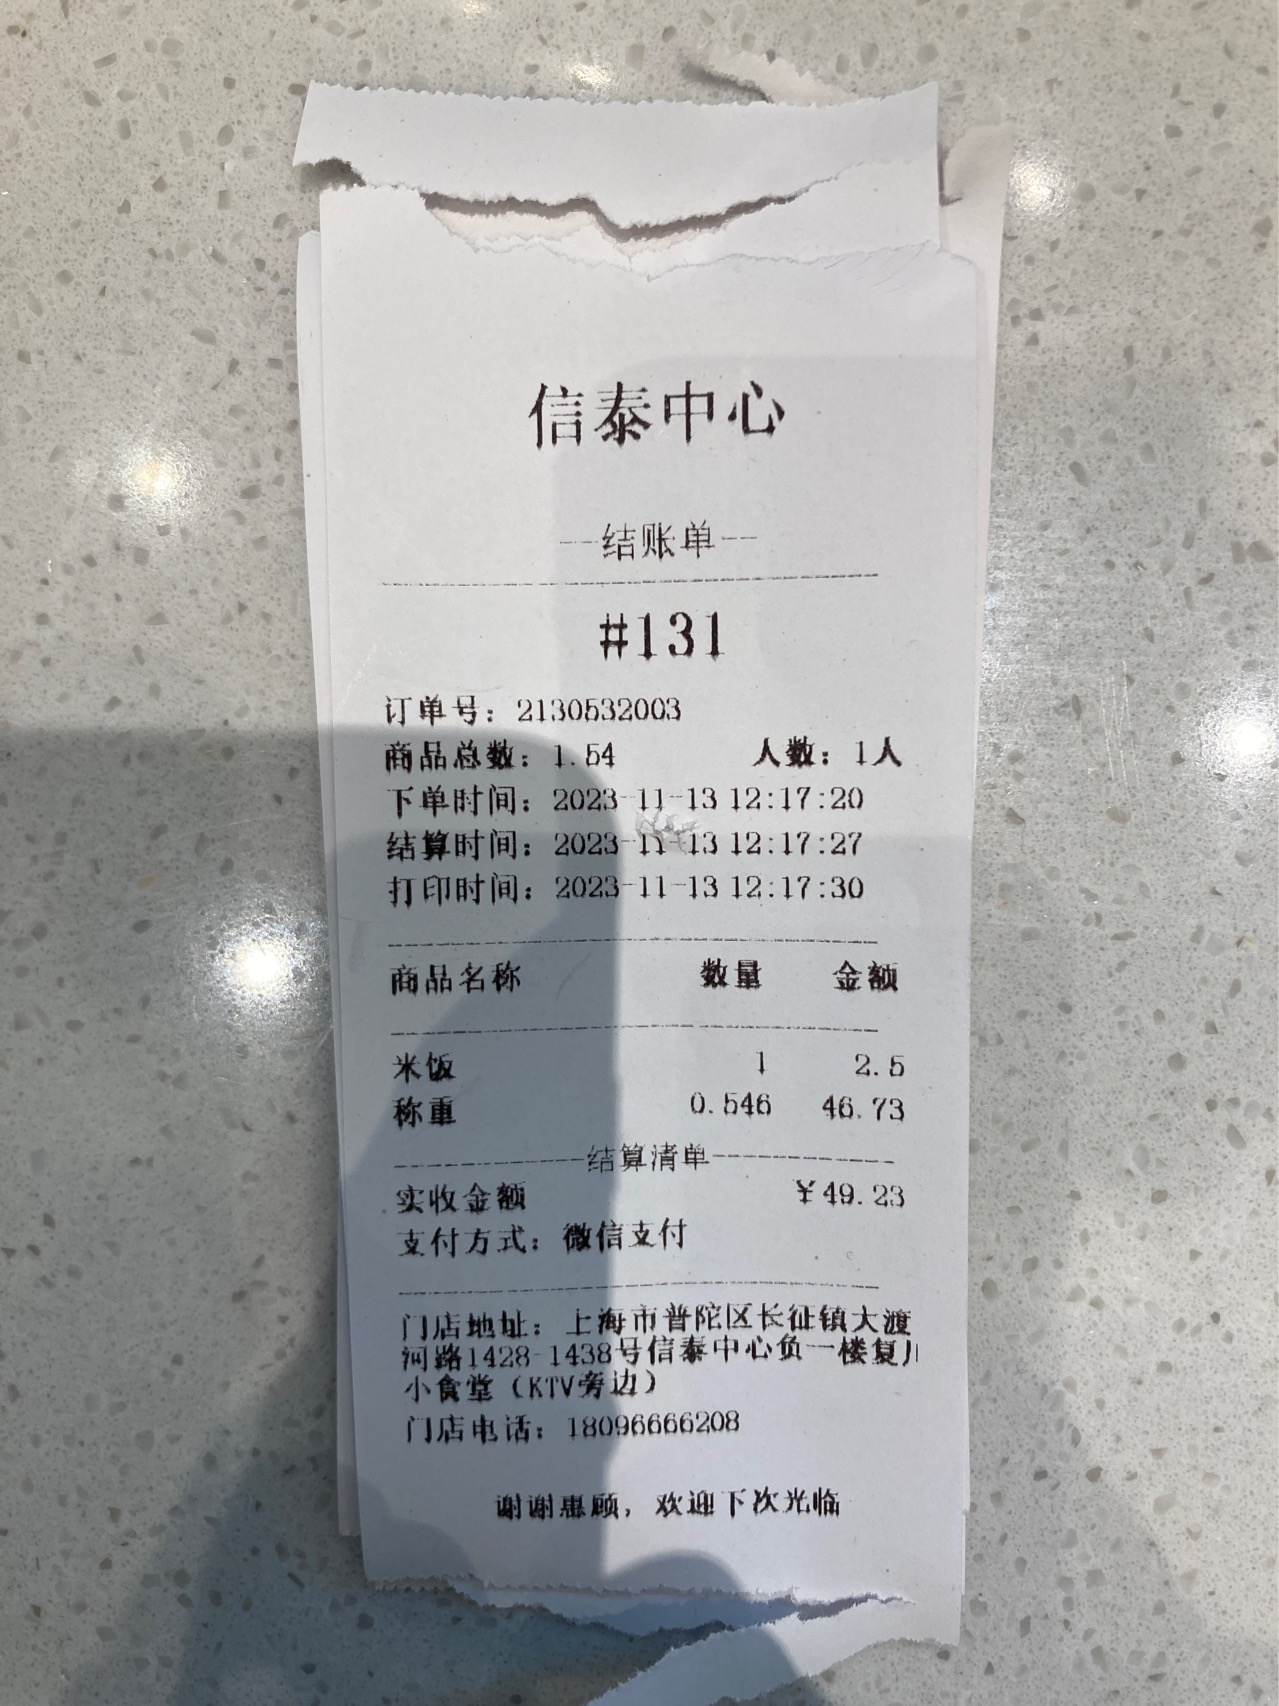 信泰中心
--结账单--
#131
订单号：2130532003
商品总数：1.54 人数：1人
下单时间：2023-11-13 12:17:20
结算时间：2023-11-13 12:17:27
打印时间：2023-11-13 12:17:30
商品名称 数量 金额
米饭 1 2.5
称重 0.546 46.73
结算清单
实收金额 ￥49.23
支付方式：微信支付
门店地址：上海市普陀区长征镇大渡
河路1428-1438号信泰中心负一楼复
小食堂（KTV旁边）
门店电话：18096666208
谢谢惠顾，欢迎下次光临